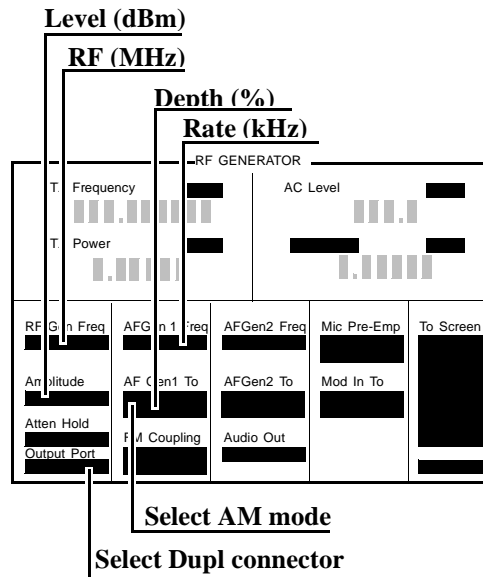 Level (dBm)
RF (MHz)
Depth (%)
Rate (kHz)
RF GENERATOR
T. Frequency
AC Level
T. Power
RF Gen Freq
AFGen 1 Freq
AFGen2 Freq
Mic Pre-Emp
To Screen
Amplitude
AF Gen1 To
AFGen2 To
Mod In To
Atten Hold
FM Coupling
Audio Out
Output Port
Select AM mode
Select Dupl connector